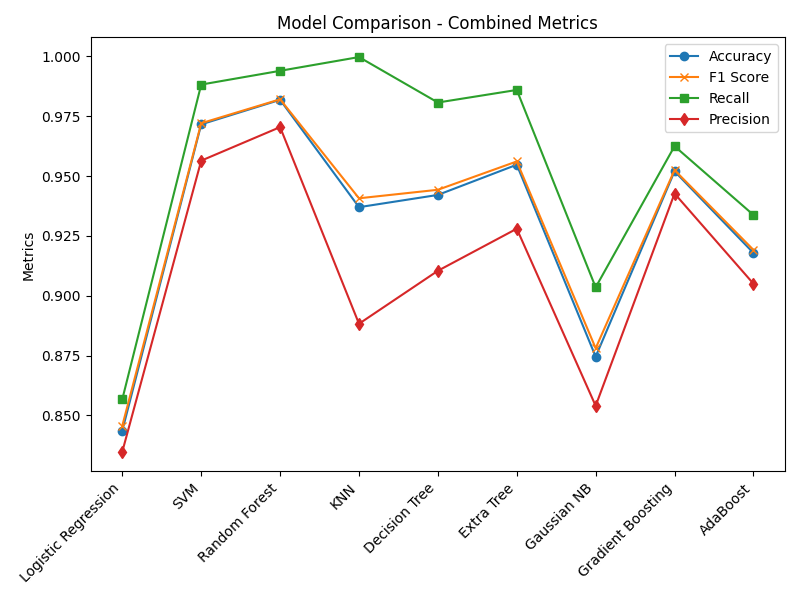 Model Comparison - Combined Metrics
Metrics
1.000
0.975
0.950
0.925
0.900
0.875
0.850
Accuracy
F1 Score
Recall
Precision
Logistic Regression
SVM
Random Forest
KNN
Decision Tree
Extra Tree
Gaussian NB
Gradient Boosting
AdaBoost